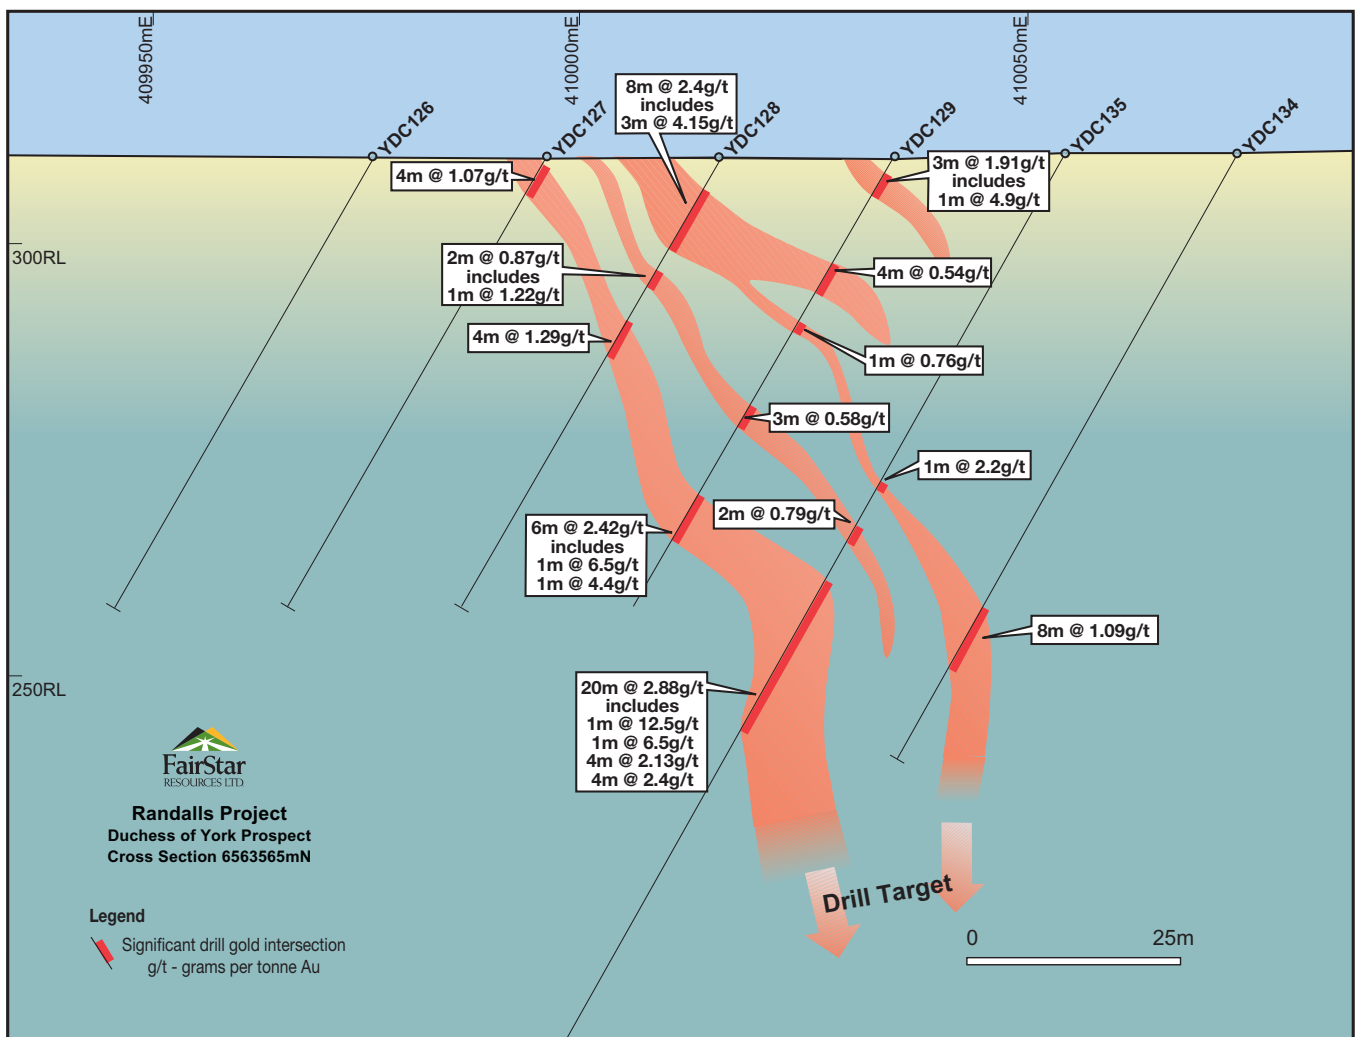 409950mE
410000mE
410050mE
YDC126
YDC127
YDC128
YDC129
YDC135
YDC134
8m @ 2.4g/t
includes
3m @ 4.15g/t
4m @ 1.07g/t
3m @ 1.91g/t
includes
1m @ 4.9g/t
300RL
2m @ 0.87g/t
includes
1m @ 1.22g/t
4m @ 0.54g/t
4m @ 1.29g/t
1m @ 0.76g/t
3m @ 0.58g/t
1m @ 2.2g/t
2m @ 0.79g/t
6m @ 2.42g/t
includes
1m @ 6.5g/t
1m @ 4.4g/t
8m @ 1.09g/t
250RL
20m @ 2.88g/t
includes
1m @ 12.5g/t
1m @ 6.5g/t
4m @ 2.13g/t
4m @ 2.4g/t
FairStar
RESOURCES LTD.
Randalls Project
Duchess of York Prospect
Cross Section 6563565mN
Drill Target
Legend
Significant drill gold intersection
g/t - grams per tonne Au
0 25m